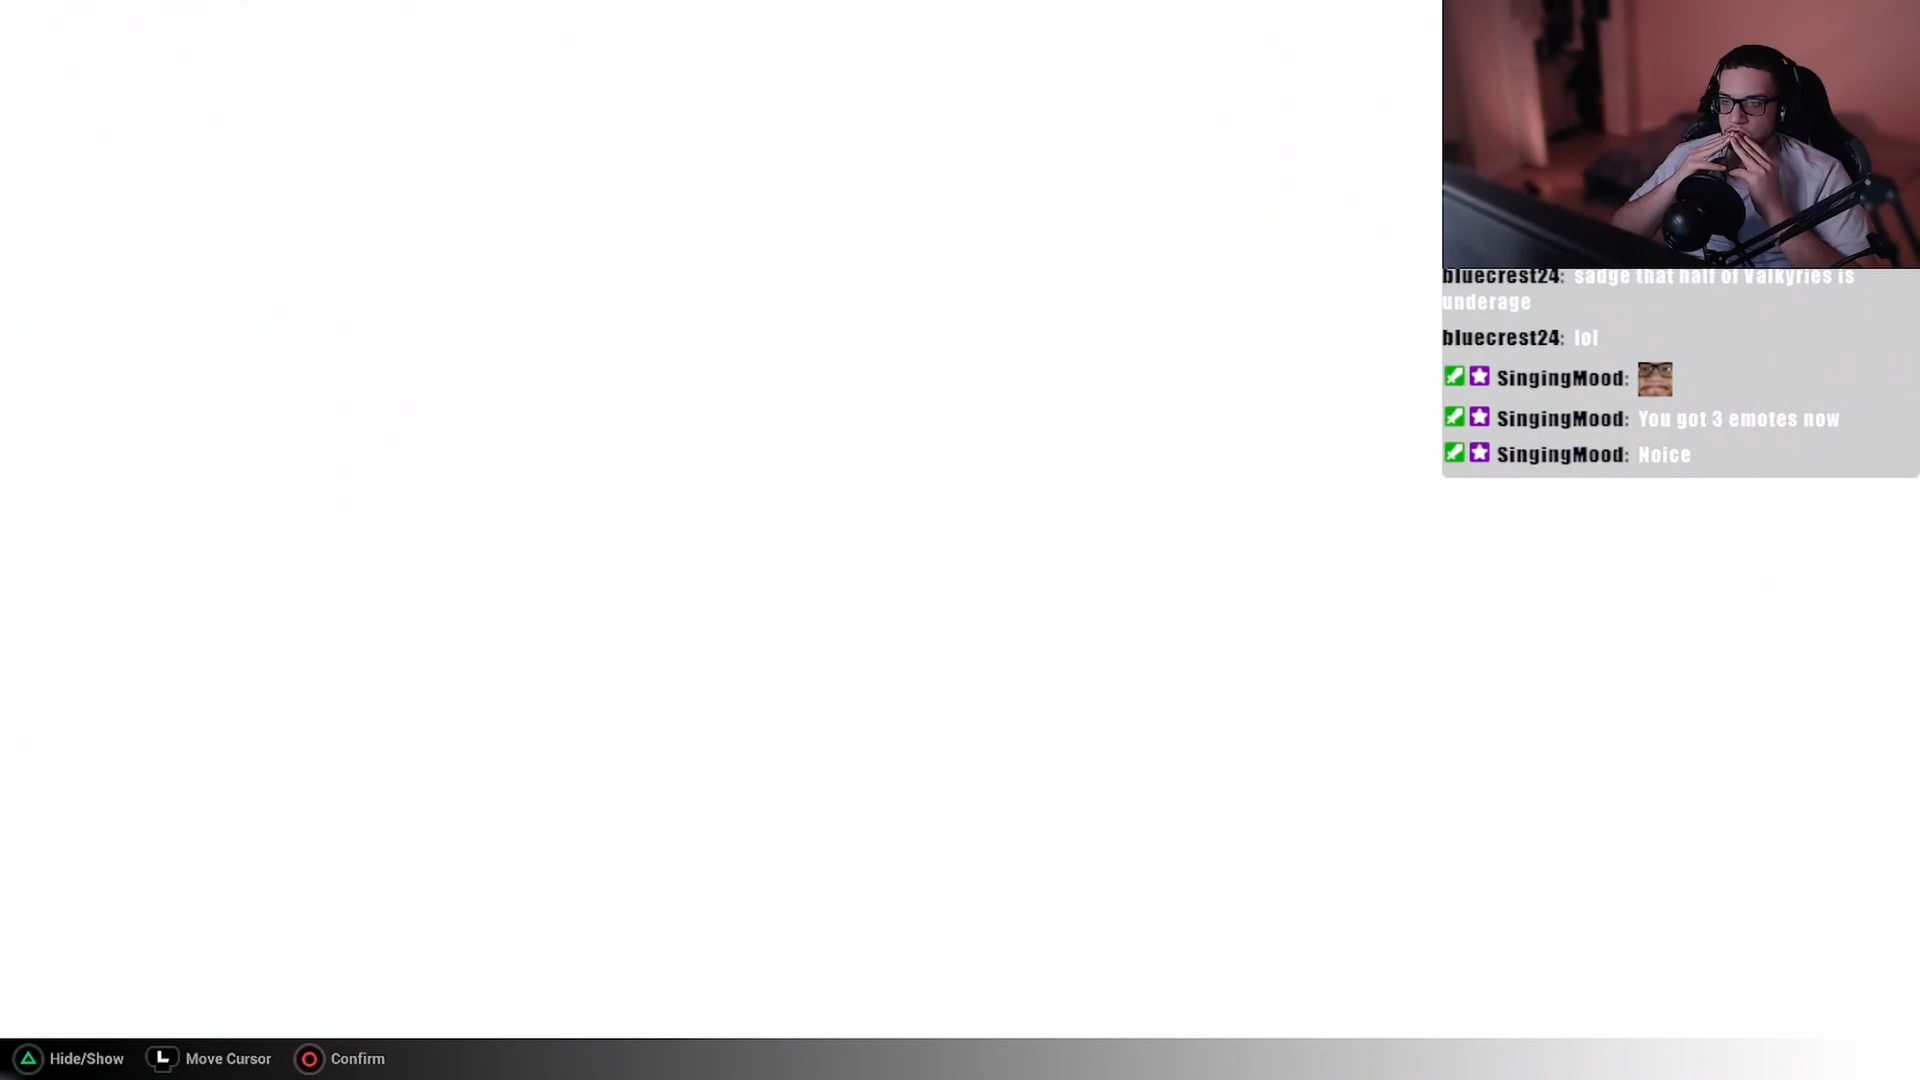 bluecrest24: sadge that half of Valkyries is
underage
bluecrest24: lol
SingingMood:
SingingMood: You got 3 emotes now
SingingMood: Noice
Hide/Show Move Cursor Confirm